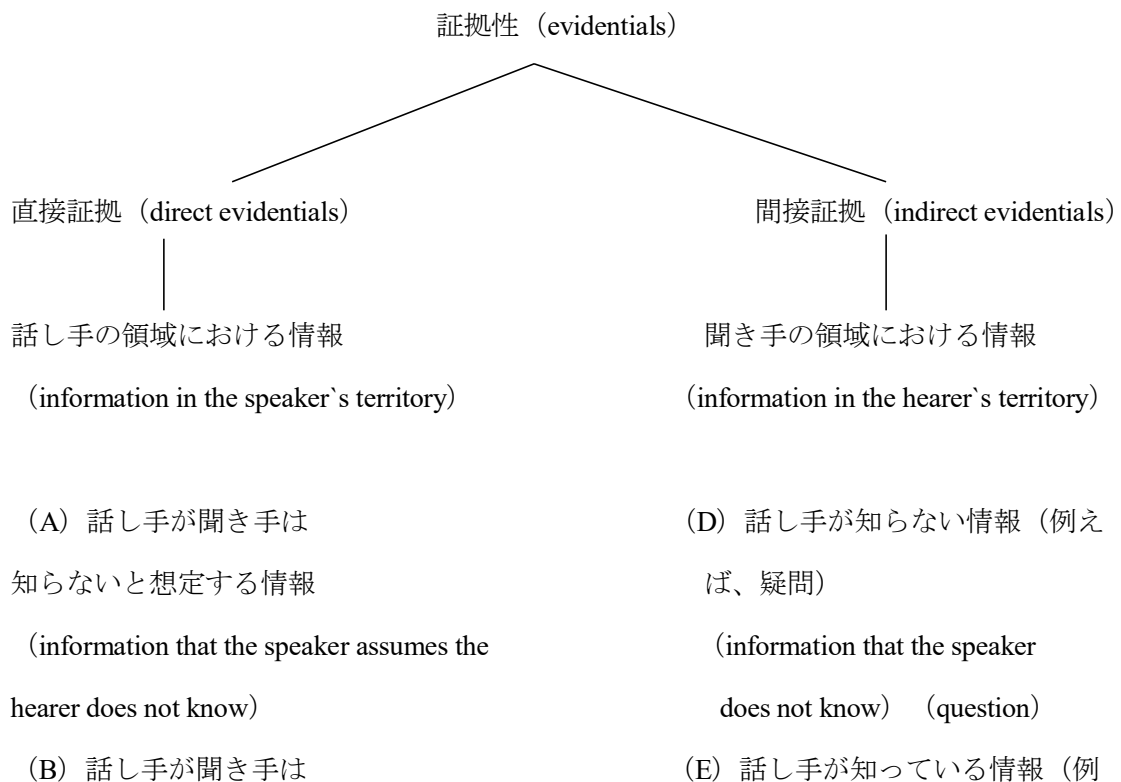 証拠性（evidentials）
直接証拠（direct evidentials）
間接証拠（indirect evidentials）
話し手の領域における情報
（information in the speaker`s territory）
聞き手の領域における情報
（information in the hearer`s territory）
（A）話し手が聞き手は
知らないと想定する情報
（information that the speaker assumes the
hearer does not know）
（B）話し手が聞き手は
（D）話し手が知らない情報（例え
ば、疑問）
（information that the speaker
does not know）（question）
（E）話し手が知っている情報（例